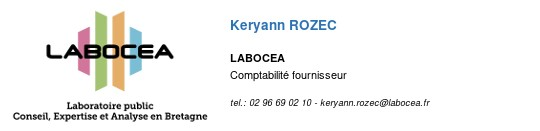 LABOCEA
Laboratoire public
Conseil, Expertise et Analyse en Bretagne
Keryann ROZEC
LABOCEA
Comptabilité fournisseur
tel.: 02 96 69 02 10 - keryann.rozec@labocea.fr